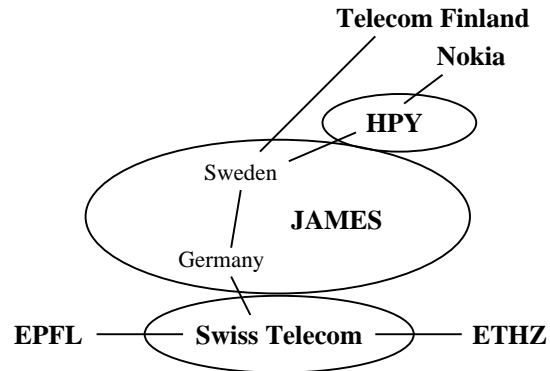 Telecom Finland
Nokia
HPY
Sweden
JAMES
Germany
EPFL
Swiss Telecom
ETHZ